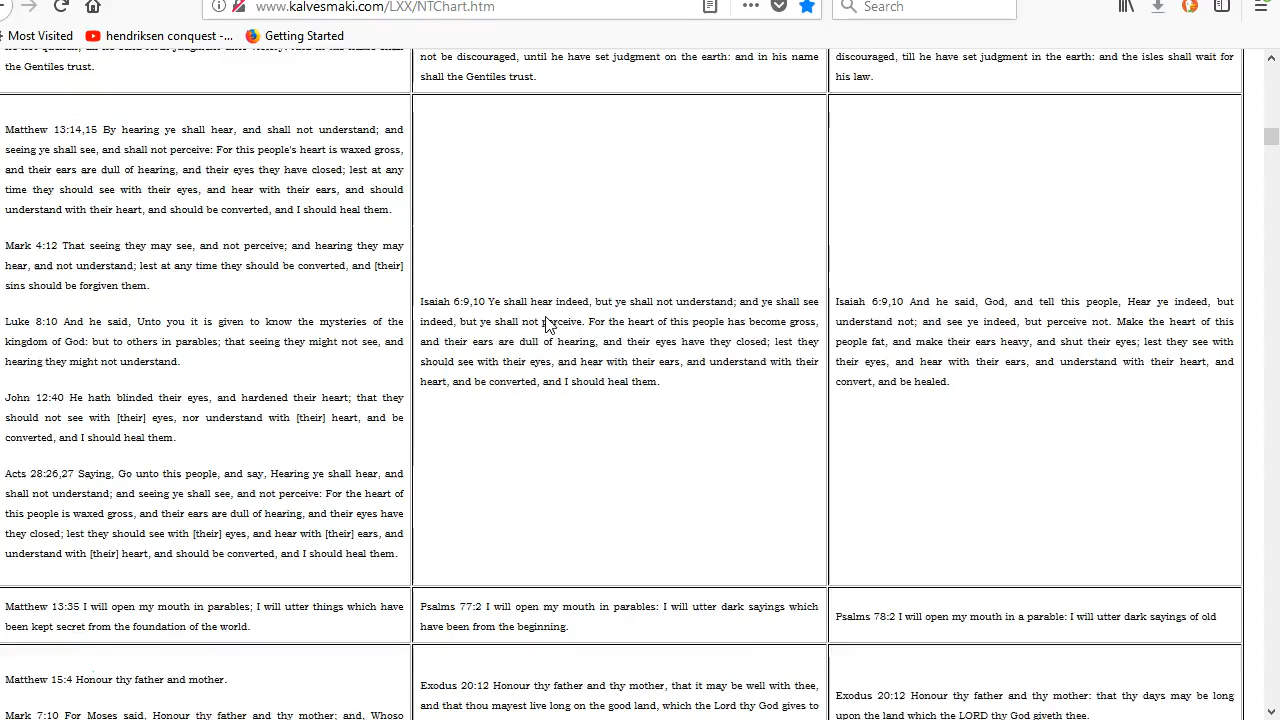 www.kalvesmaki.com/LXX/NTChart.htm
Search
Most Visited
hendriksen conquest -...
Getting Started
the Gentiles trust.
not be discouraged, until he have set judgment on the earth: and in his name
shall the Gentiles trust.
discouraged, till he have set judgment in the earth: and the isles shall wait for
his law.
Matthew 13:14,15 By hearing ye shall hear, and shall not understand; and
seeing ye shall see, and shall not perceive: For this people's heart is waxed gross,
and their ears are dull of hearing, and their eyes they have closed; lest at any
time they should see with their eyes, and hear with their ears, and should
understand with their heart, and should be converted, and I should heal them.
Mark 4:12 That seeing they may see, and not perceive; and hearing they may
hear, and not understand; lest at any time they should be converted, and [their]
sins should be forgiven them.
Luke 8:10 And he said, Unto you it is given to know the mysteries of the
kingdom of God: but to others in parables; that seeing they might not see, and
hearing they might not understand.
John 12:40 He hath blinded their eyes, and hardened their heart; that they
should not see with [their] eyes, nor understand with [their] heart, and be
converted, and I should heal them.
Acts 28:26,27 Saying, Go unto this people, and say, Hearing ye shall hear, and
shall not understand; and seeing ye shall see, and not perceive: For the heart of
this people is waxed gross, and their ears are dull of hearing, and their eyes have
they closed; lest they should see with [their] eyes, and hear with [their] ears, and
understand with [their] heart, and should be converted, and I should heal them.
Isaiah 6:9,10 Ye shall hear indeed, but ye shall not understand; and ye shall see
indeed, but ye shall not perceive. For the heart of this people has become gross,
and their ears are dull of hearing, and their eyes have they closed; lest they
should see with their eyes, and hear with their ears, and understand with their
heart, and be converted, and I should heal them.
Isaiah 6:9,10 And he said, God, and tell this people, Hear ye indeed, but
understand not; and see ye indeed, but perceive not. Make the heart of this
people fat, and make their ears heavy, and shut their eyes; lest they see with
their eyes, and hear with their ears, and understand with their heart, and
convert, and be healed.
Matthew 13:35 I will open my mouth in parables; I will utter things which have
been kept secret from the foundation of the world.
Psalms 77:2 I will open my mouth in parables: I will utter dark sayings which
have been from the beginning.
Psalms 78:2 I will open my mouth in a parable: I will utter dark sayings of old
Matthew 15:4 Honour thy father and mother.
Mark 7:10 For Moses said, Honour thy father and thy mother; and, Whoso
Exodus 20:12 Honour thy father and thy mother, that it may be well with thee,
and that thou mayest live long on the good land, which the Lord thy God gives to
Exodus 20:12 Honour thy father and thy mother: that thy days may be long
upon the land which the LORD thy God giveth thee.